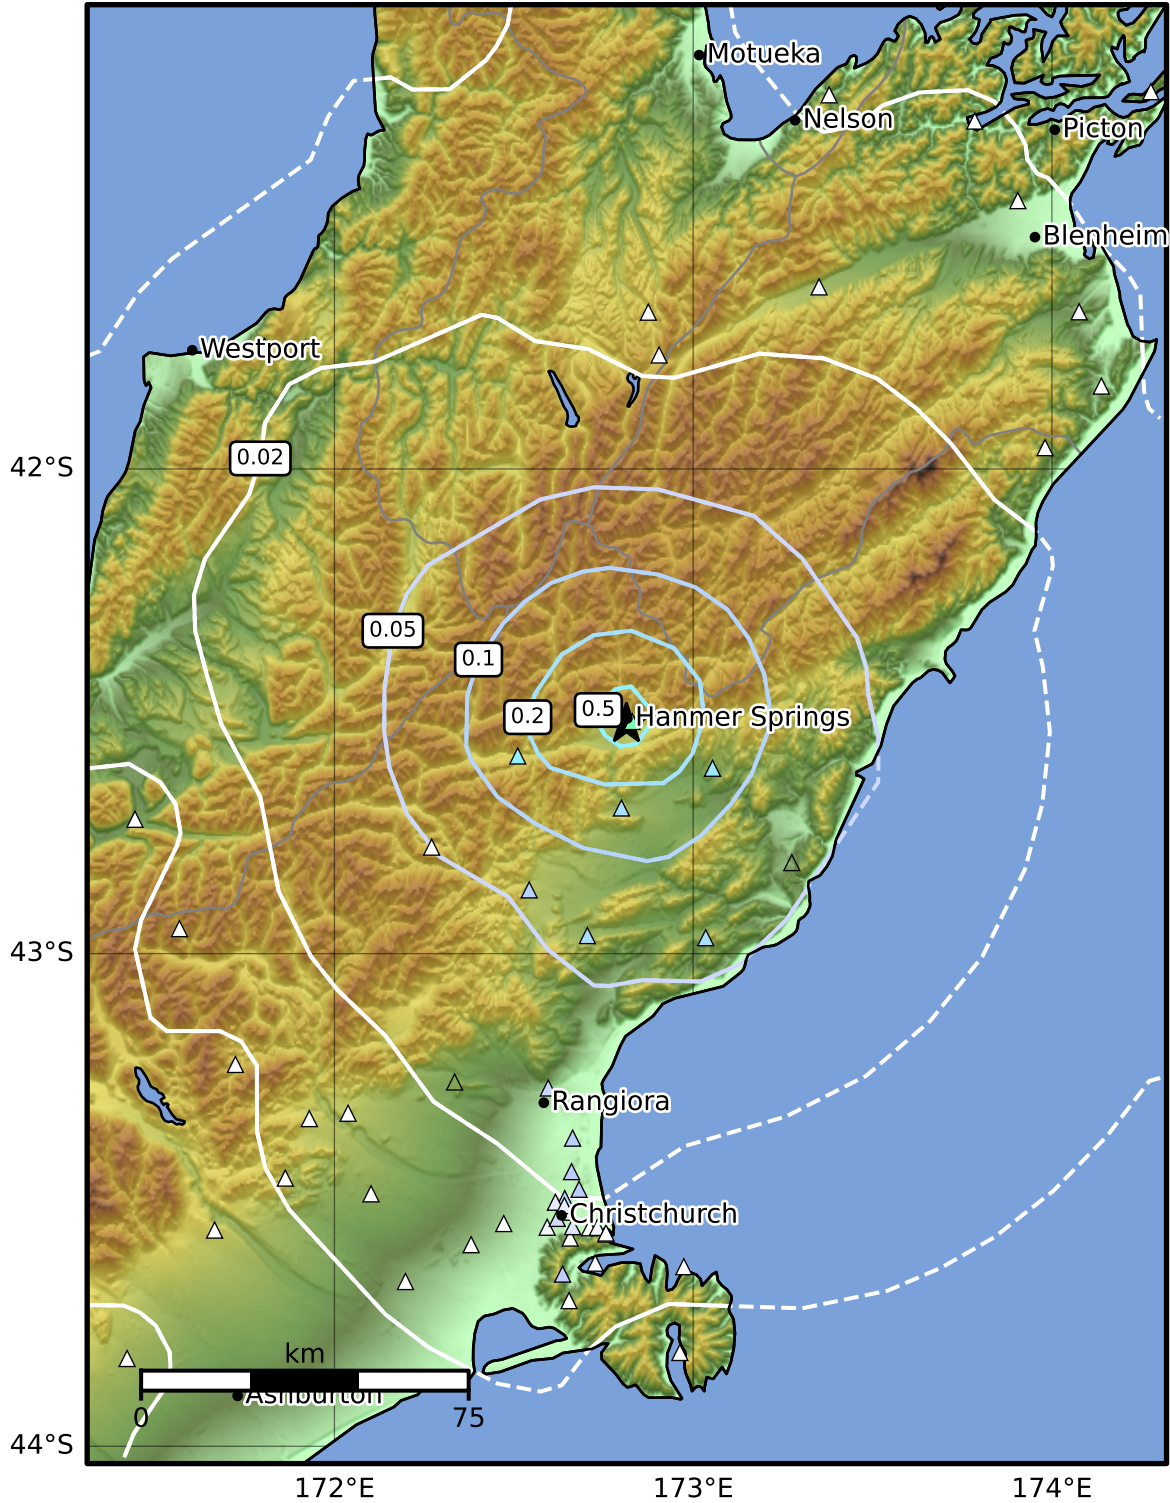 Motueka
Nelson
Picton
Blenheim
Westport
0.02
42°S
0.05
0.1
0.2
0.5
Hanmer Springs
43°S
Rangiora
Christchurch
km
Ashburton
0
75
44°S
172°E
173°E
174°E